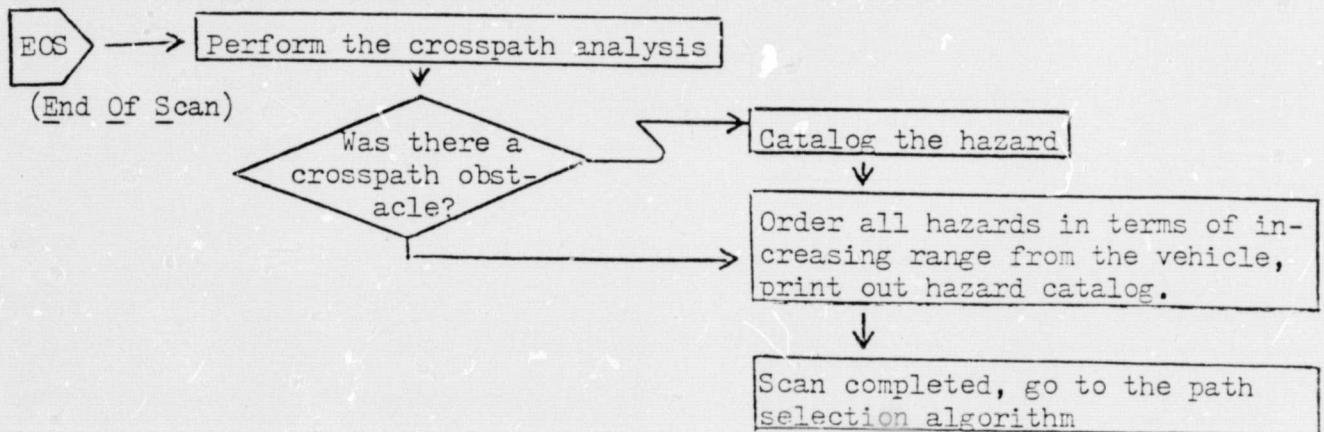 EOS
Perform the crosspath analysis
(End Of Scan)
Was there a
crosspath obst-
acle?
Catalog the hazard
Order all hazards in terms of in-
creasing range from the vehicle,
print out hazard catalog.
Scan completed, go to the path
selection algorithm